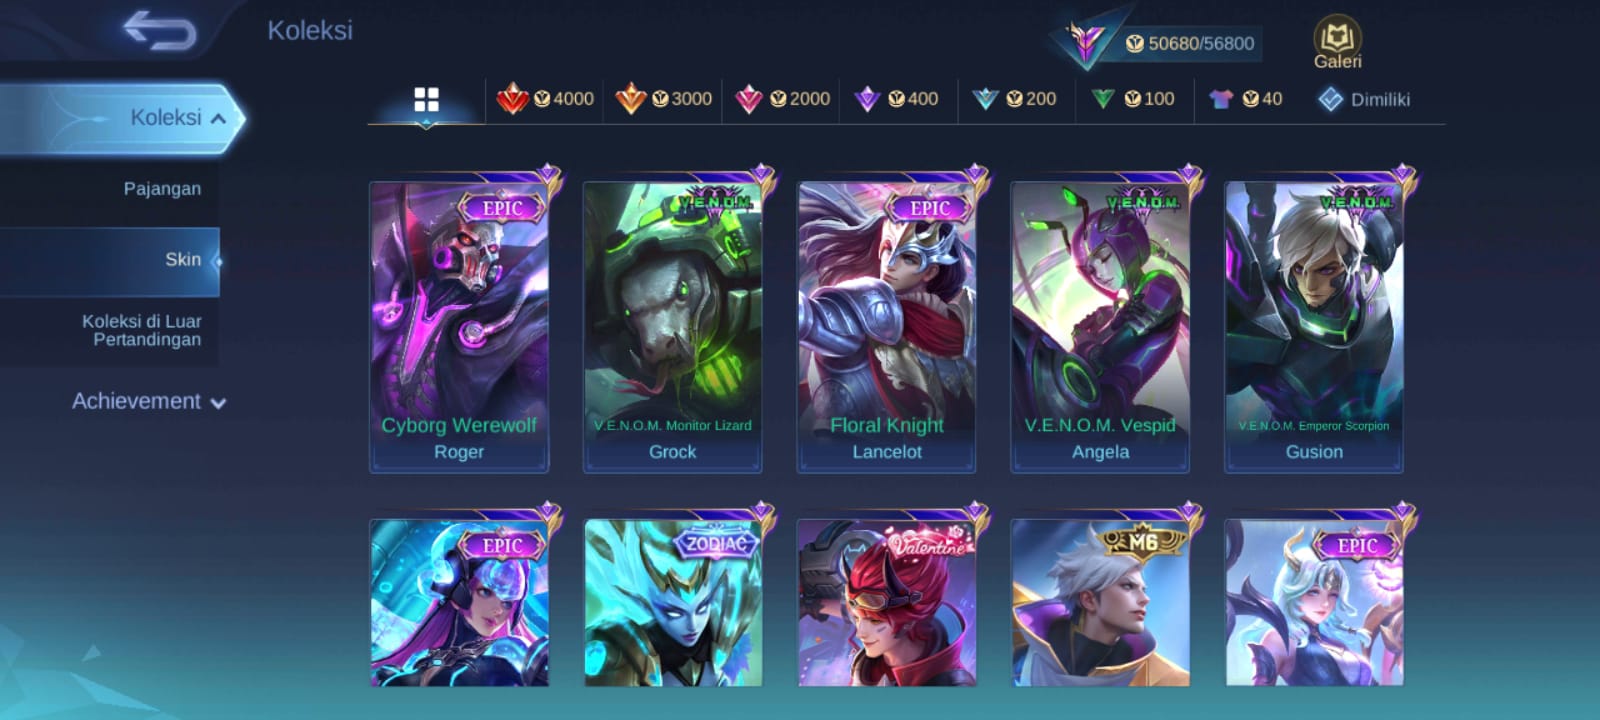 Koleksi
50680/56800
Galeri
4000
3000
2000
400
200
100
40
Dimiliki
Koleksi
Pajangan
Skin
Koleksi di Luar
Pertandingan
Achievement
EPIC
V.E.N.O.M.
EPIC
V.E.N.O.M.
V.E.N.O.M.
Cyborg Werewolf
Roger
V.E.N.O.M. Monitor Lizard
Grock
Floral Knight
Lancelot
V.E.N.O.M. Vespid
Angela
V.E.N.O.M. Emperor Scorpion
Gusion
EPIC
ZODIAC
Valentine
M6
EPIC